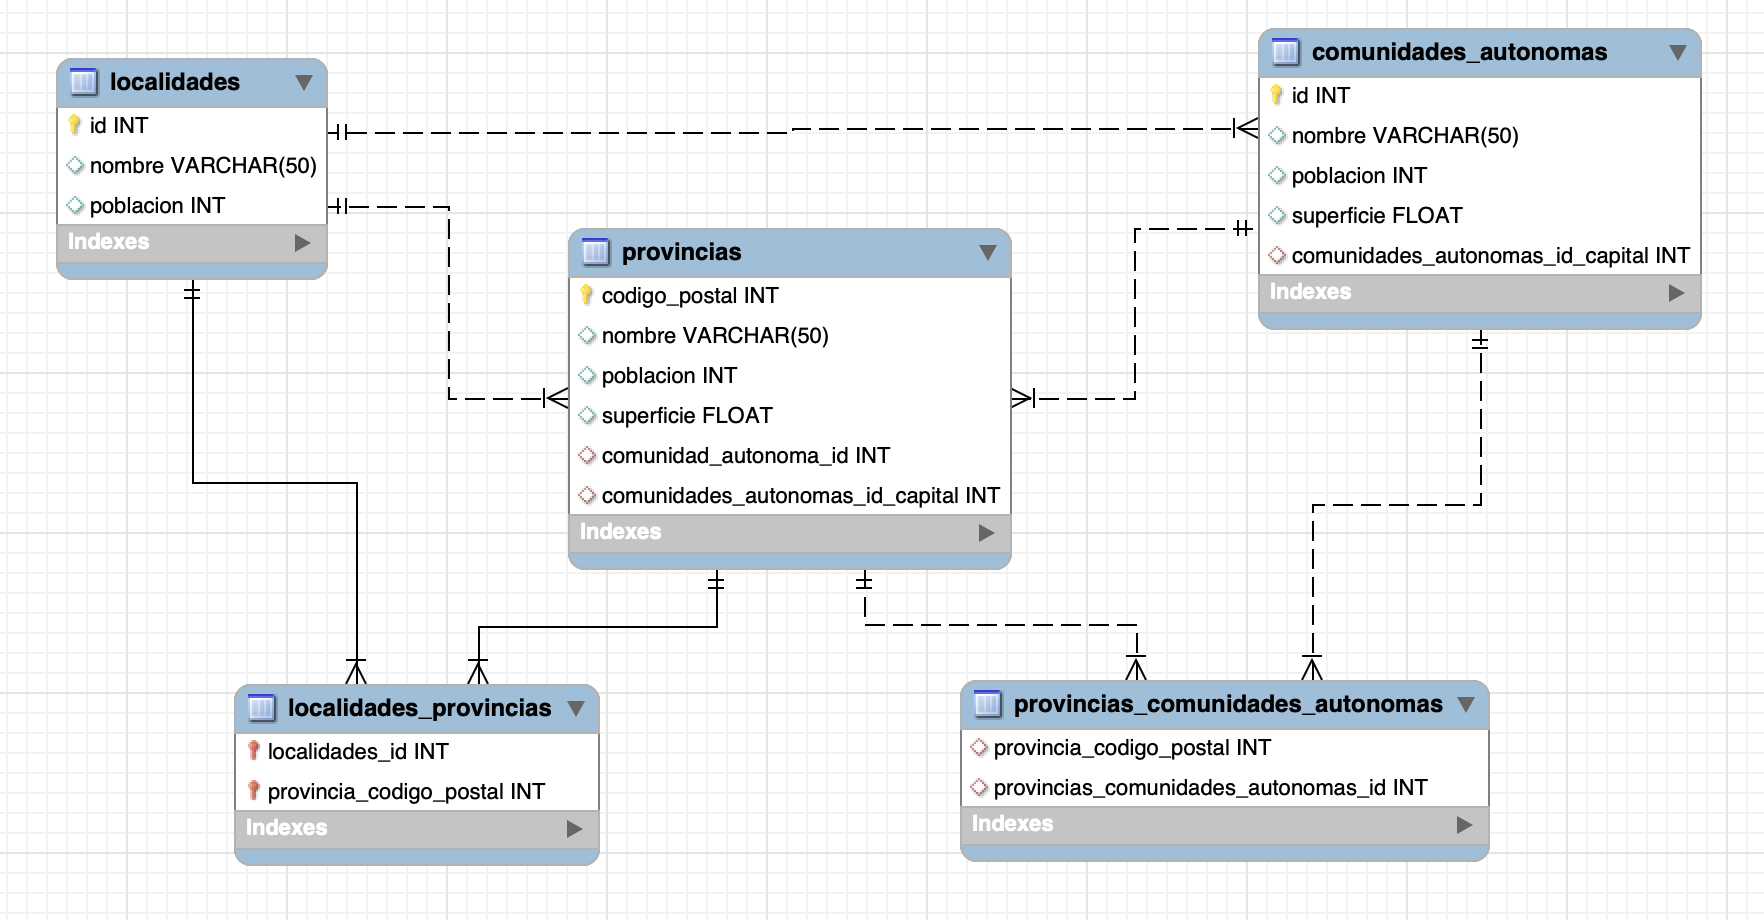 localidades
id INT
nombre VARCHAR(50)
poblacion INT
Indexes
comunidades_autonomas
id INT
nombre VARCHAR(50)
poblacion INT
superficie FLOAT
comunidades_autonomas_id_capital INT
Indexes
provincias
codigo_postal INT
nombre VARCHAR(50)
poblacion INT
superficie FLOAT
comunidad_autonoma_id INT
comunidades_autonomas_id_capital INT
Indexes
localidades_provincias
localidades_id INT
provincia_codigo_postal INT
Indexes
provincias_comunidades_autonomas
provincia_codigo_postal INT
provincias_comunidades_autonomas_id INT
Indexes